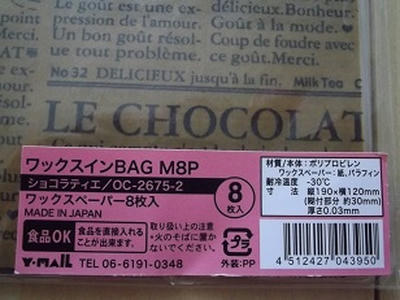 Le goût est une
pression de l'amour.
Un bon goût résol-
ue tout problème.
ce goût.Merci.
délicieux.Bonheur.
Coup de foudre avec
ce goût.Merci.
No 32 DELICIEUX jusqu'à la fin. Milk Tea
LE CHOCOLAT
ワックスインBAG M8P
ショコラティエ/OC-2675-2
ワックスペーパー8枚入
MADE IN JAPAN
8
枚入
食品OK
食品を直接入れる
ことが出来ます。
取り扱い上の注意
*火のそばに置か
ないでください。
プラ
外装:PP
Y-MAIL TEL 06-6191-0348
材質/本体:ポリプロピレン
ワックスペーパー:紙、パラフィン
耐冷温度 -30℃
寸 法 縦190×横120mm
(糊付部分 約30mm)
厚さ0.03mm
4 512427 043950